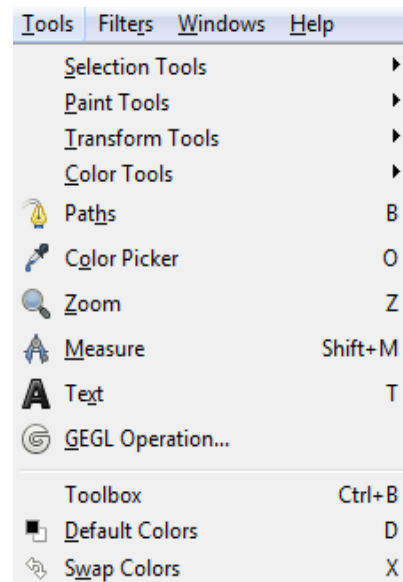 Tools Filters Windows Help
Selection Tools
Paint Tools
Transform Tools
Color Tools
Paths B
Color Picker O
Zoom Z
Measure Shift+M
Text T
GEGL Operation...
Toolbox Ctrl+B
Default Colors D
Swap Colors X